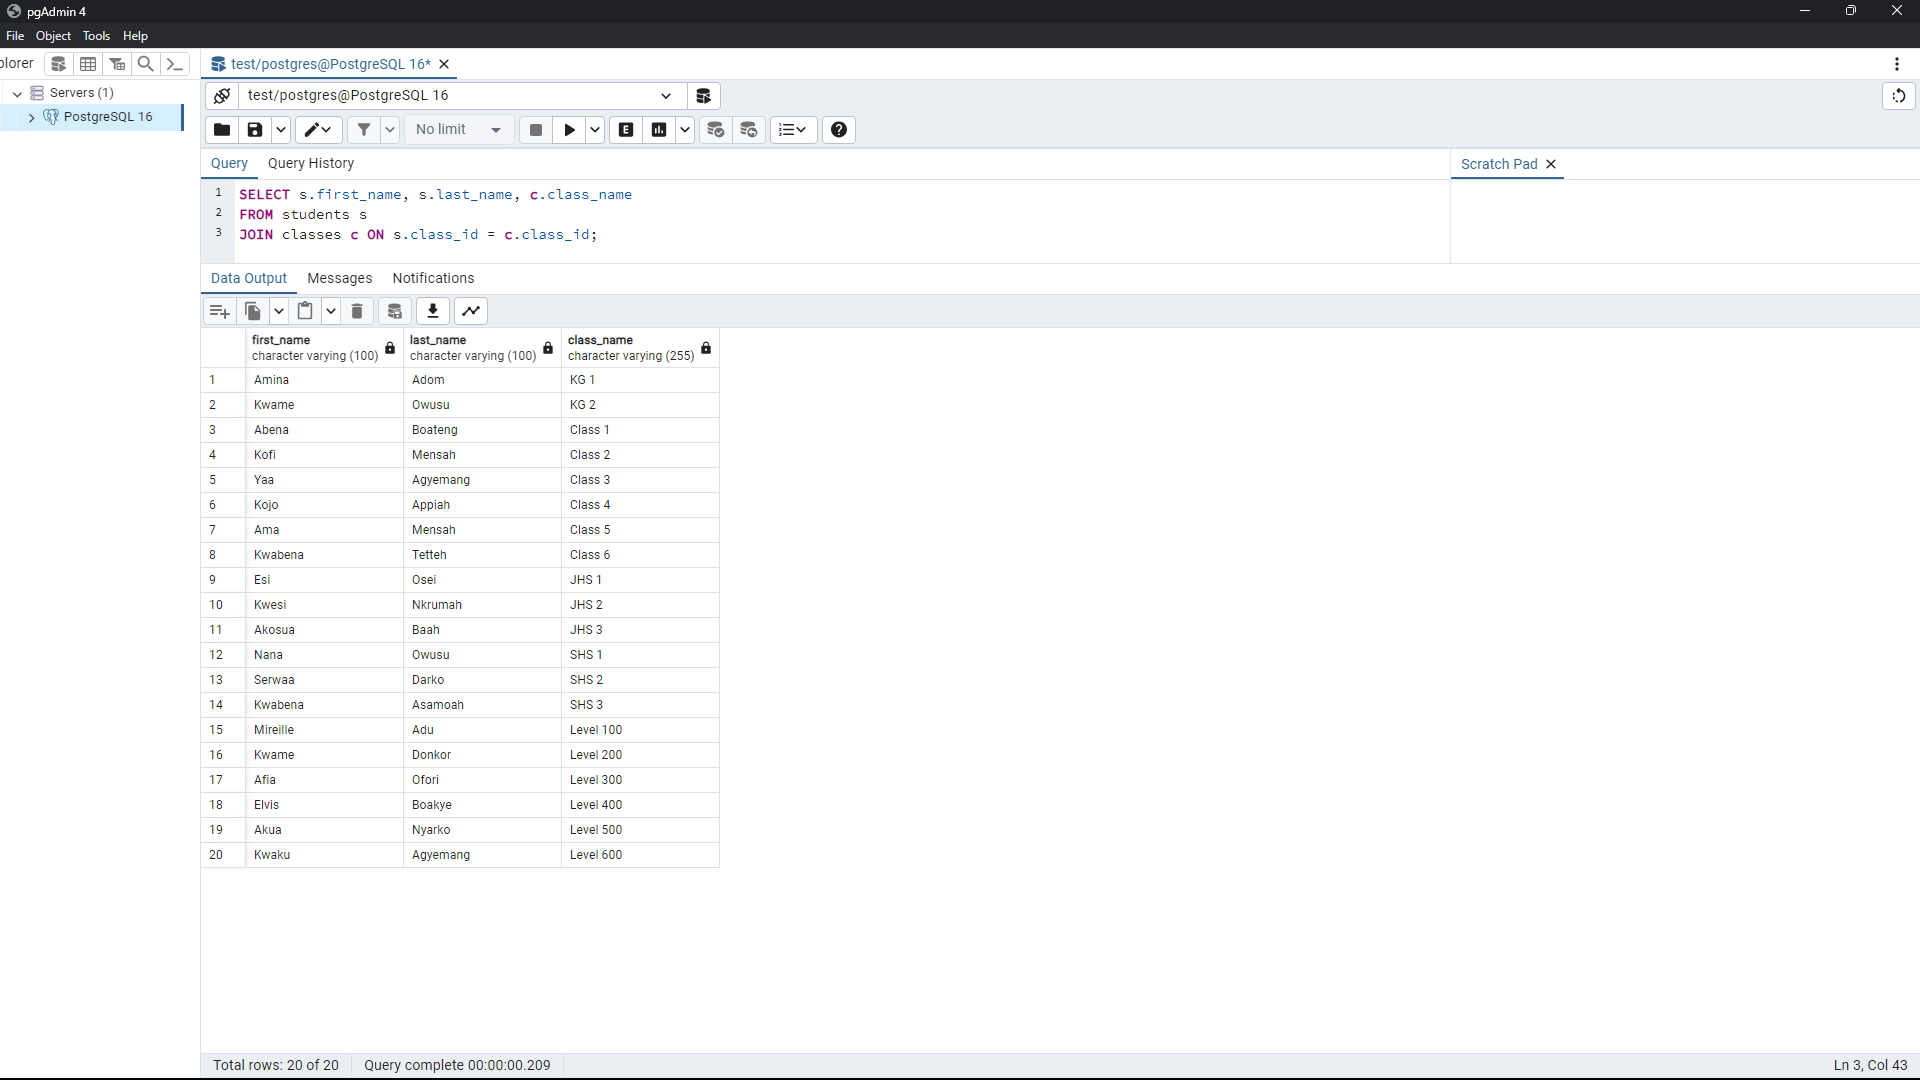 pgAdmin 4
File Object Tools Help
plorer
test/postgres@PostgreSQL 16*
Servers (1)
PostgreSQL 16
test/postgres@PostgreSQL 16
No limit
E
Query Query History
Scratch Pad
1 SELECT s.first_name, s.last_name, c.class_name
2 FROM students s
3 JOIN classes c ON s.class_id = c.class_id;
Data Output Messages Notifications
first_name last_name class_name
character varying (100) character varying (100) character varying (255)
1 Amina Adom KG 1
2 Kwame Owusu KG 2
3 Abena Boateng Class 1
4 Kofi Mensah Class 2
5 Yaa Agyemang Class 3
6 Kojo Appiah Class 4
7 Ama Mensah Class 5
8 Kwabena Tetteh Class 6
9 Esi Osei JHS 1
10 Kwesi Nkrumah JHS 2
11 Akosua Baah JHS 3
12 Nana Owusu SHS 1
13 Serwaa Darko SHS 2
14 Kwabena Asamoah SHS 3
15 Mireille Adu Level 100
16 Kwame Donkor Level 200
17 Afia Ofori Level 300
18 Elvis Boakye Level 400
19 Akua Nyarko Level 500
20 Kwaku Agyemang Level 600
Total rows: 20 of 20 Query complete 00:00:00.209 Ln 3, Col 43